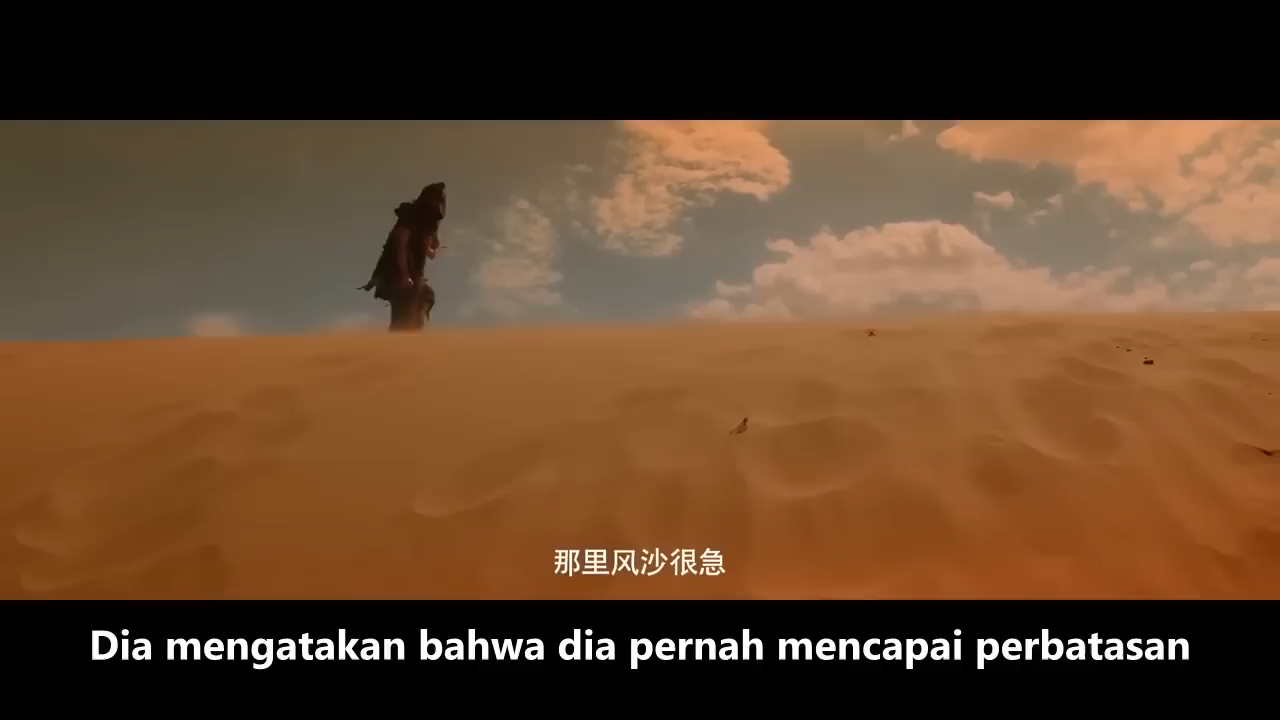 那里风沙很急
Dia mengatakan bahwa dia pernah mencapai perbatasan